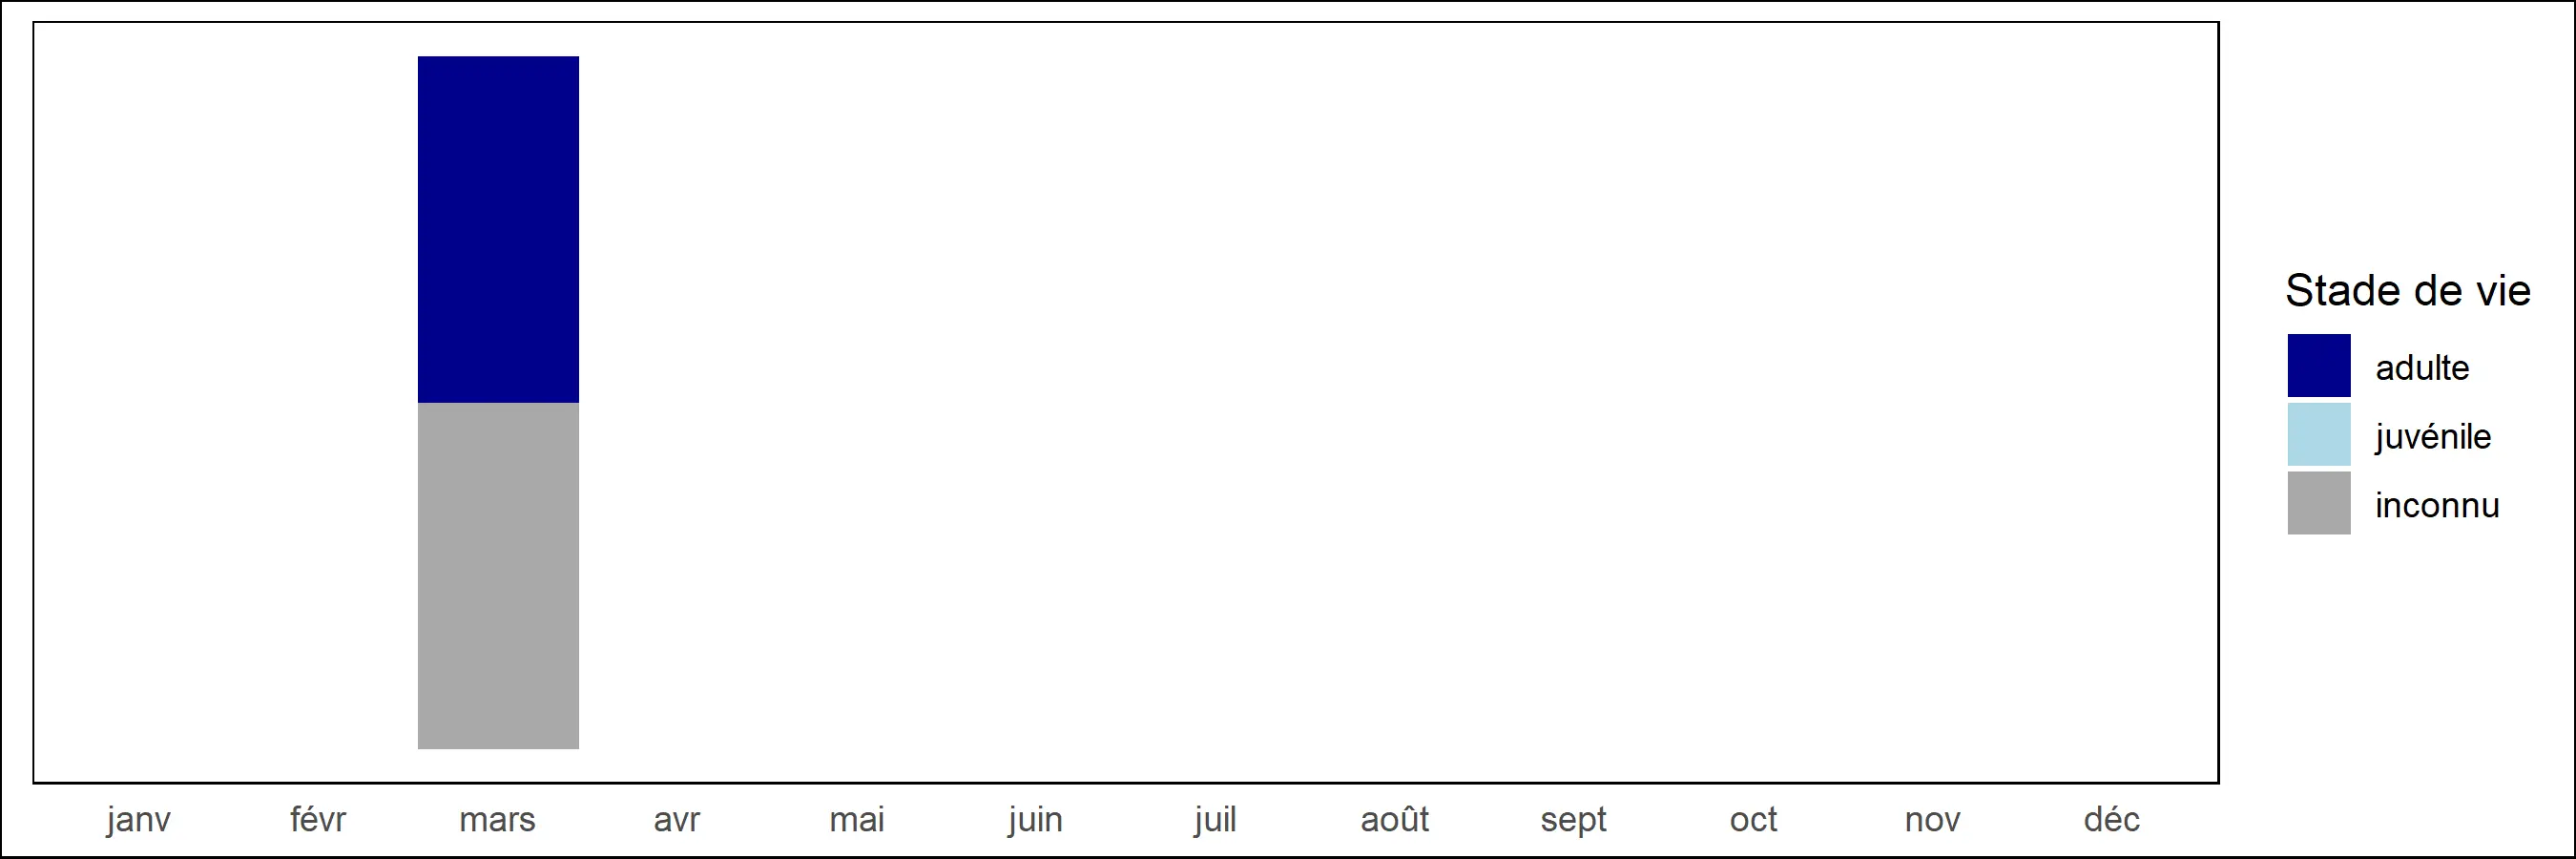 Stade de vie
adulte
juvénile
inconnu
janv févr mars avr mai juin juil août sept oct nov déc